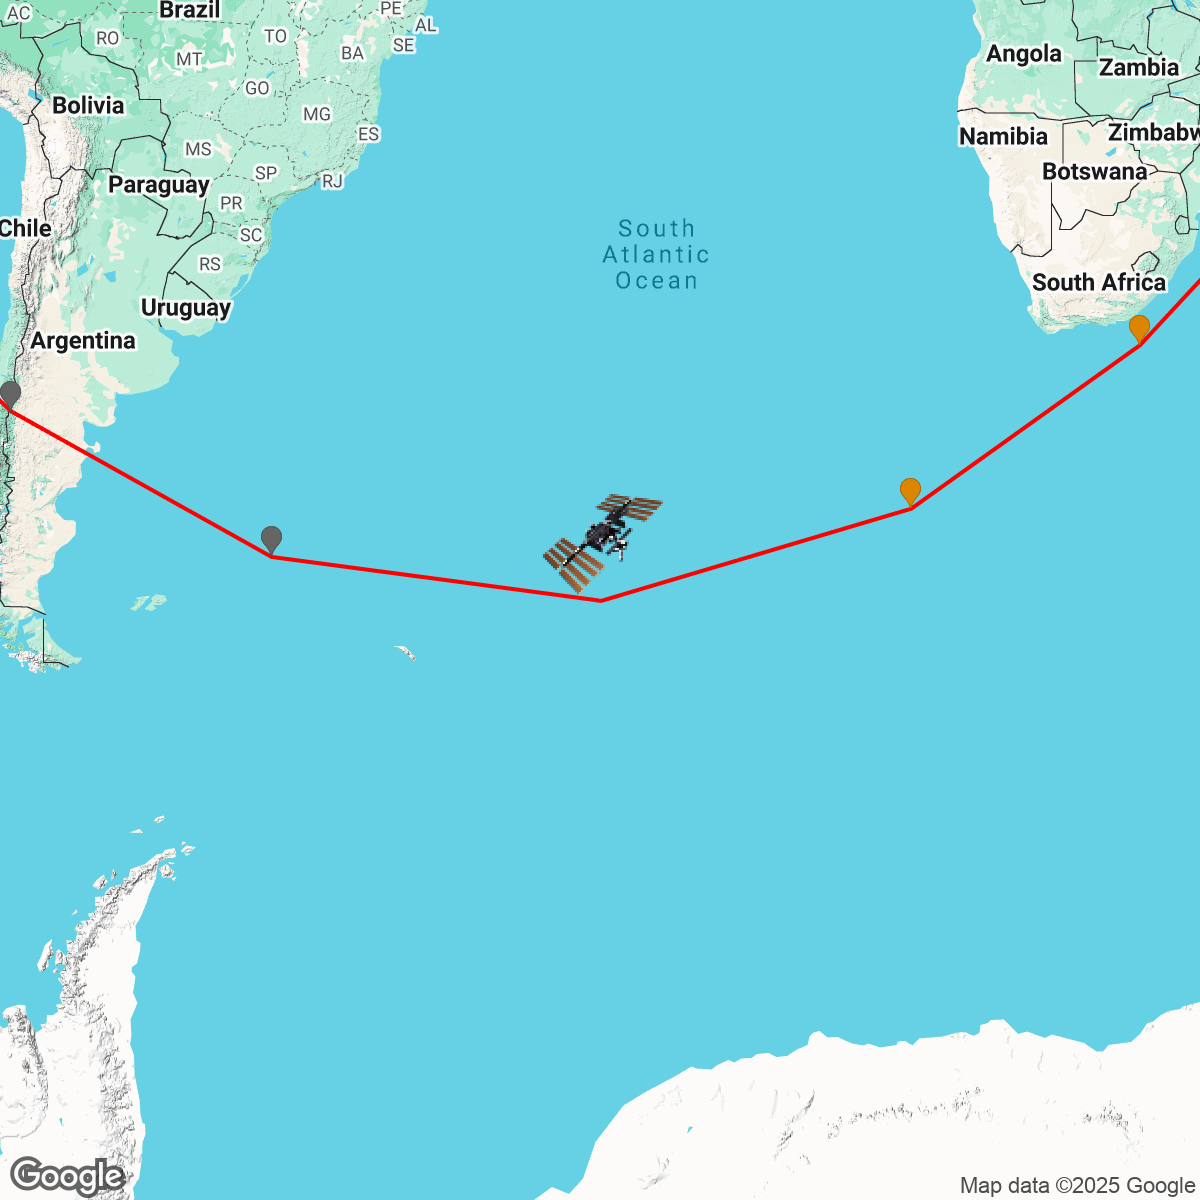 AC
Brazil
PE
AL
RO
TO
SE
MT
BA
Angola
Zambia
GO
Bolivia
MG
ES
Namibia
Zimbabw
MS
SP
RJ
Botswana
Paraguay
PR
Chile
SC
South
Atlantic
Ocean
RS
South Africa
Uruguay
Argentina
Google
Map data ©2025 Google